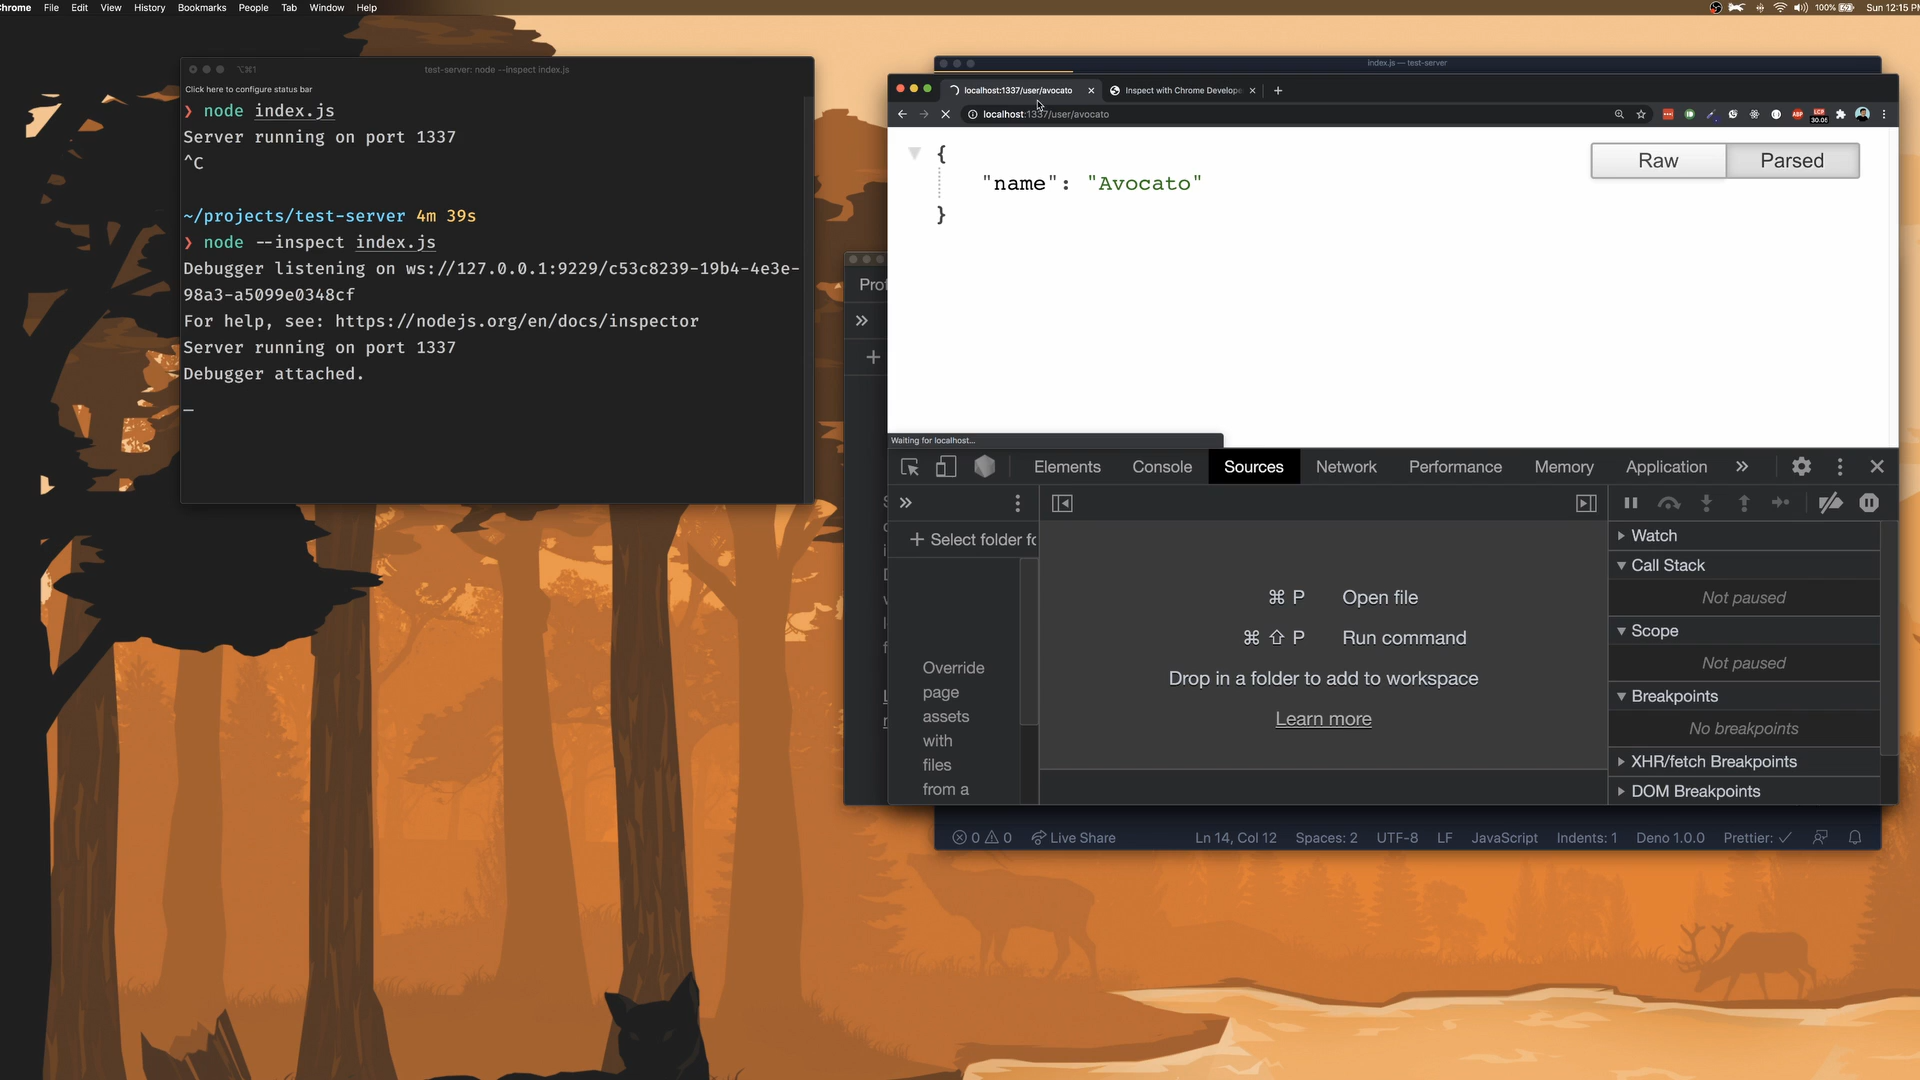 Chrome File Edit View History Bookmarks People Tab Window Help
100% Sun 12:15 P
⌥⌘1 test-server: node --inspect index.js
Click here to configure status bar
❯ node index.js
Server running on port 1337
^C
~/projects/test-server 4m 39s
❯ node --inspect index.js
Debugger listening on ws://127.0.0.1:9229/c53c8239-19b4-4e3e-
98a3-a5099e0348cf
For help, see: https://nodejs.org/en/docs/inspector
Server running on port 1337
Debugger attached.
index.js — test-server
localhost:1337/user/avocato
Inspect with Chrome Develope
localhost:1337/user/avocato
ABP
30.05
{
"name": "Avocato"
}
Raw Parsed
Waiting for localhost...
Elements Console Sources Network Performance Memory Application »
»
+ Select folder fo
Override
page
assets
with
files
from a
⌘ P Open file
⌘ ⇧ P Run command
Drop in a folder to add to workspace
Learn more
Watch
Call Stack
Not paused
Scope
Not paused
Breakpoints
No breakpoints
XHR/fetch Breakpoints
DOM Breakpoints
0 0 Live Share Ln 14, Col 12 Spaces: 2 UTF-8 LF JavaScript Indents: 1 Deno 1.0.0 Prettier: ✓